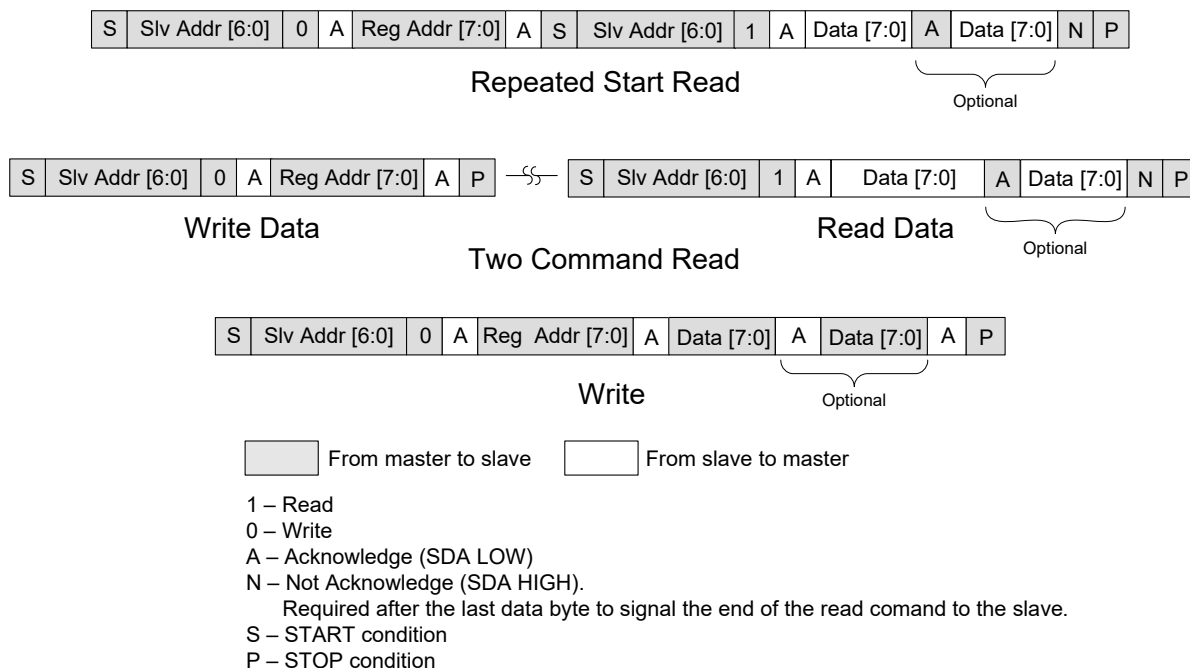 S Slv Addr [6:0] 0 A Reg Addr [7:0] A S Slv Addr [6:0] 1 A Data [7:0] A Data [7:0] N P
Optional
Repeated Start Read
S Slv Addr [6:0] 0 A Reg Addr [7:0] A P S Slv Addr [6:0] 1 A Data [7:0] A Data [7:0] N P
Write Data Read Data
Optional
Two Command Read
S Slv Addr [6:0] 0 A Reg Addr [7:0] A Data [7:0] A Data [7:0] A P
Write
Optional
From master to slave From slave to master
1 – Read
0 – Write
A – Acknowledge (SDA LOW)
N – Not Acknowledge (SDA HIGH).
Required after the last data byte to signal the end of the read comand to the slave.
S – START condition
P – STOP condition